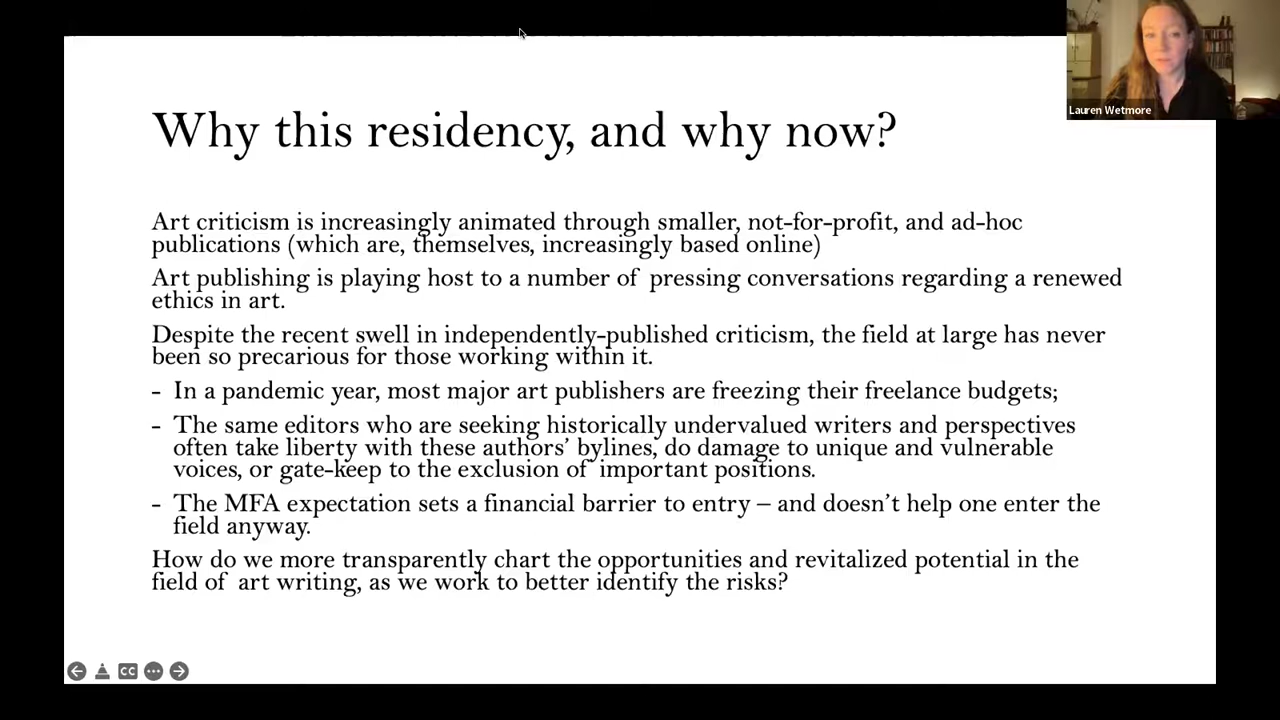 Lauren Wetmore
Why this residency, and why now?
Art criticism is increasingly animated through smaller, not-for-profit, and ad-hoc
publications (which are, themselves, increasingly based online)
Art publishing is playing host to a number of pressing conversations regarding a renewed
ethics in art.
Despite the recent swell in independently-published criticism, the field at large has never
been so precarious for those working within it.
- In a pandemic year, most major art publishers are freezing their freelance budgets;
- The same editors who are seeking historically undervalued writers and perspectives
often take liberty with these authors’ bylines, do damage to unique and vulnerable
voices, or gate-keep to the exclusion of important positions.
- The MFA expectation sets a financial barrier to entry – and doesn’t help one enter the
field anyway.
How do we more transparently chart the opportunities and revitalized potential in the
field of art writing, as we work to better identify the risks?
CC